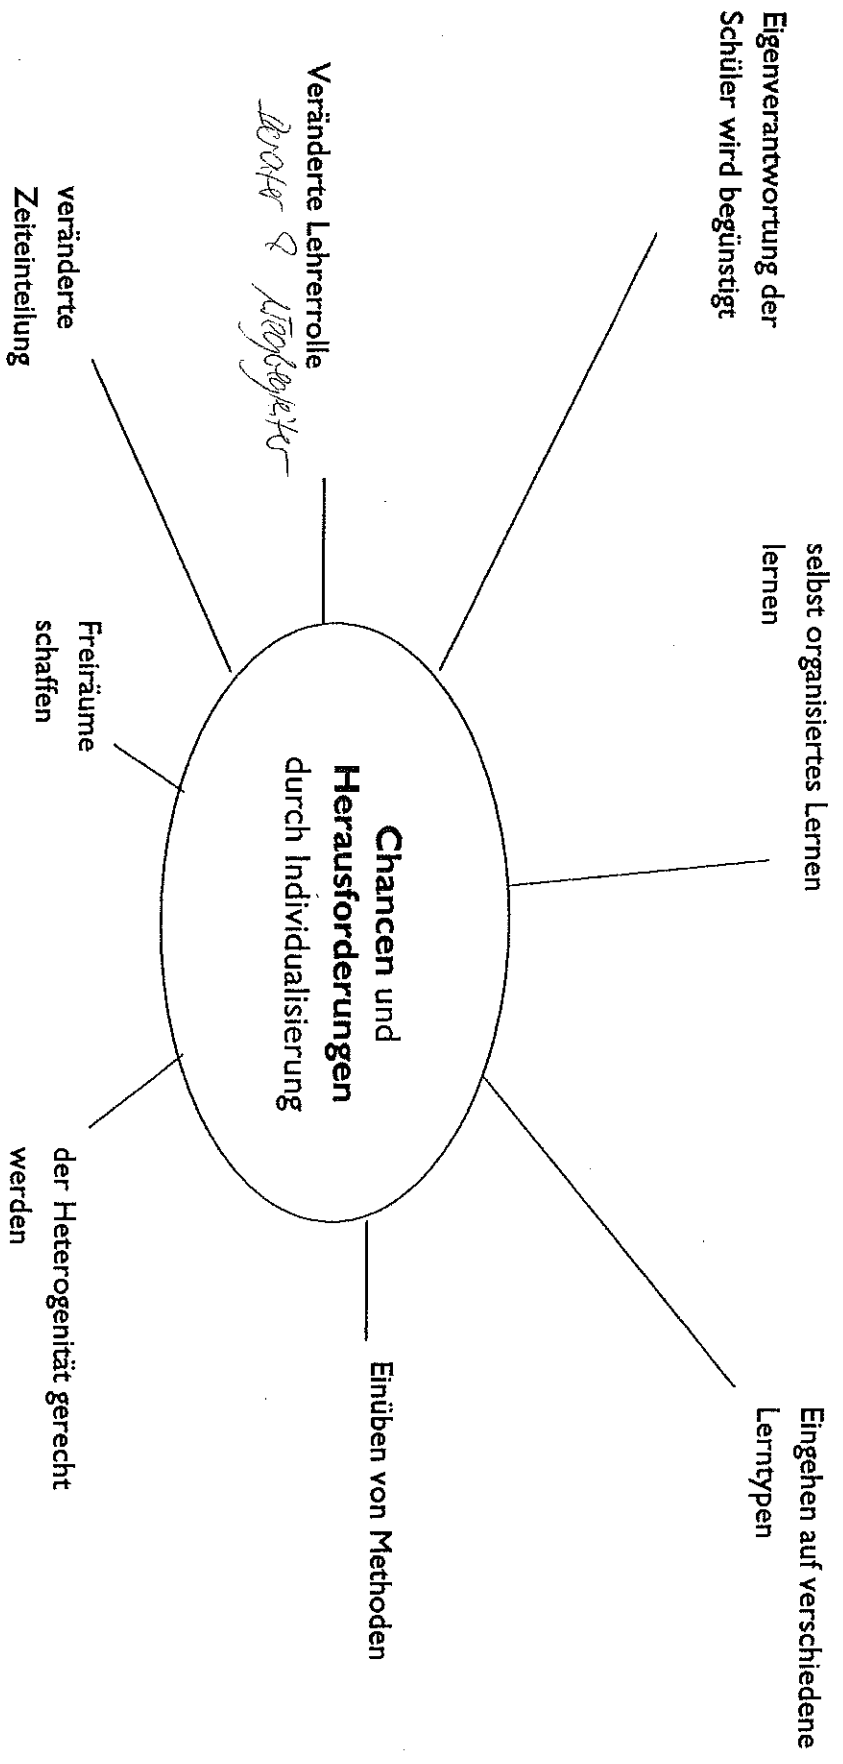 Eigenverantwortung der
Schüler wird begünstigt
selbst organisiertes Lernen
lernen
Eingehen auf verschiedene
Lerntypen
Veränderte Lehrerrolle
Berater & Wegbegleiter
Chancen und
Herausforderungen
durch Individualisierung
Einüben von Methoden
veränderte
Zeiteinteilung
Freiräume
schaffen
der Heterogenität gerecht
werden